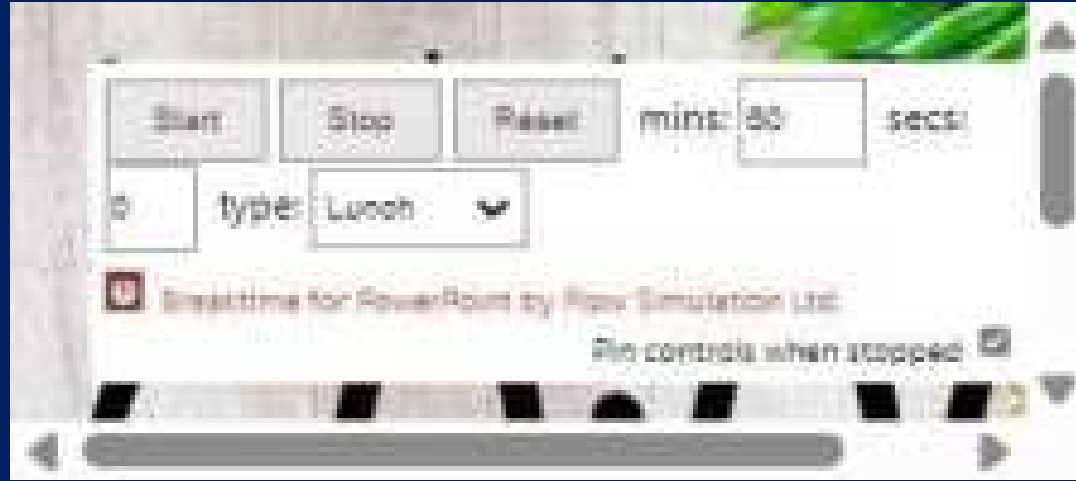 Start Stop Reset mins: 60 secs:
0 type: Lunch
Breaktime for PowerPoint by Flow Simulation Ltd.
Pin controls when stopped